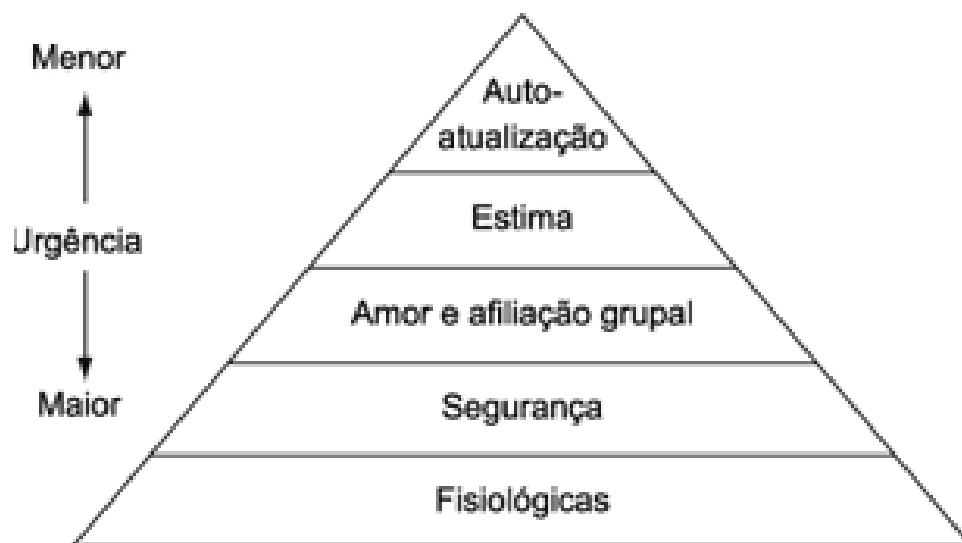 Menor
Urgência
Maior
Auto-
atualização
Estima
Amor e afiliação grupal
Segurança
Fisiológicas